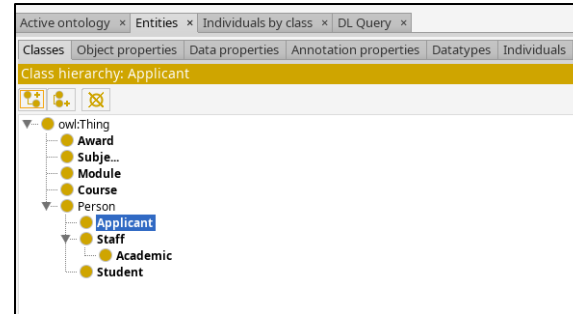 Active ontology × Entities × Individuals by class × DL Query ×
Classes Object properties Data properties Annotation properties Datatypes Individuals
Class hierarchy: Applicant
owl:Thing
Award
Subje...
Module
Course
Person
Applicant
Staff
Academic
Student